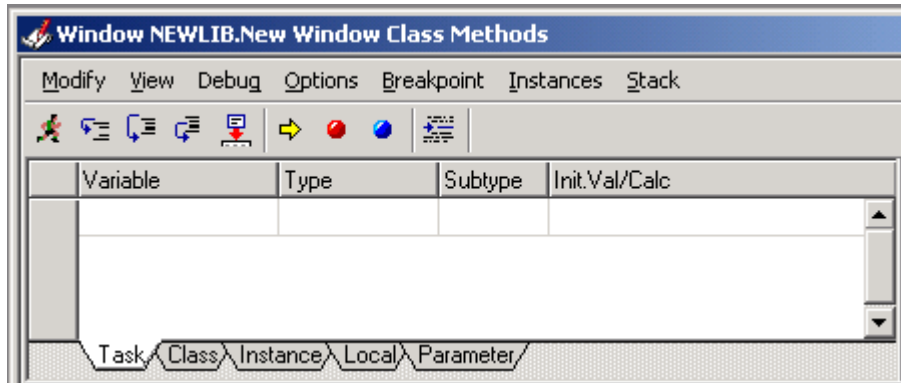 Window NEWLIB.New Window Class Methods
Modify View Debug Options Breakpoint Instances Stack
Variable Type Subtype Init.Val/Calc
Task Class Instance Local Parameter